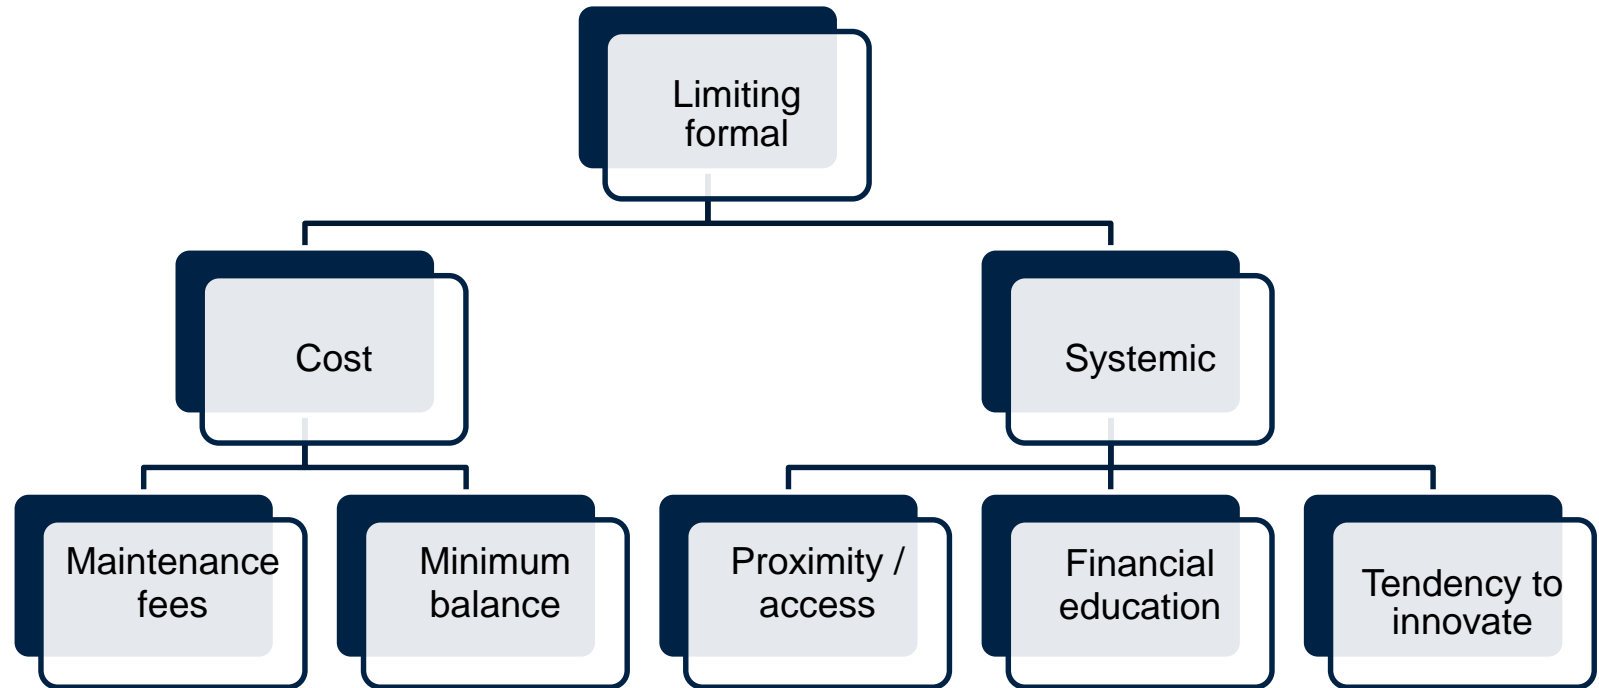 Limiting
formal
Cost
Systemic
Maintenance
fees
Minimum
balance
Proximity /
access
Financial
education
Tendency to
innovate